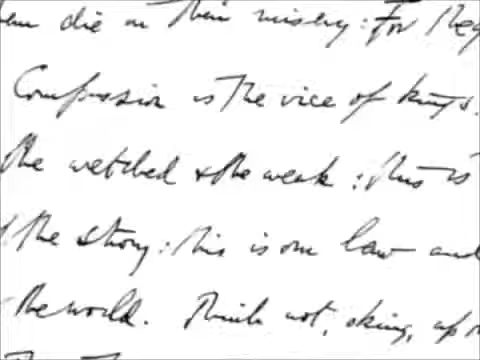 die in their misery: for
Compassion is the vice of kings.
the wretched & the weak: this is
the strong: this is our law and
the world. Think not, o king, up